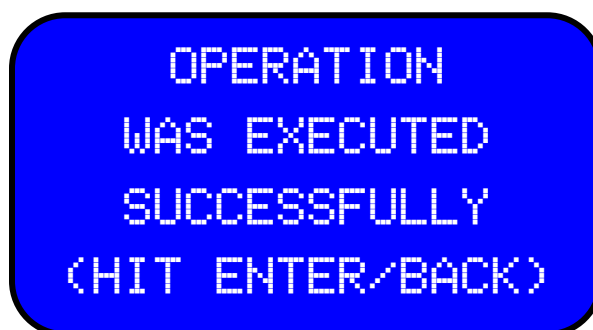 OPERATION
WAS EXECUTED
SUCCESSFULLY
(HIT ENTER/BACK)